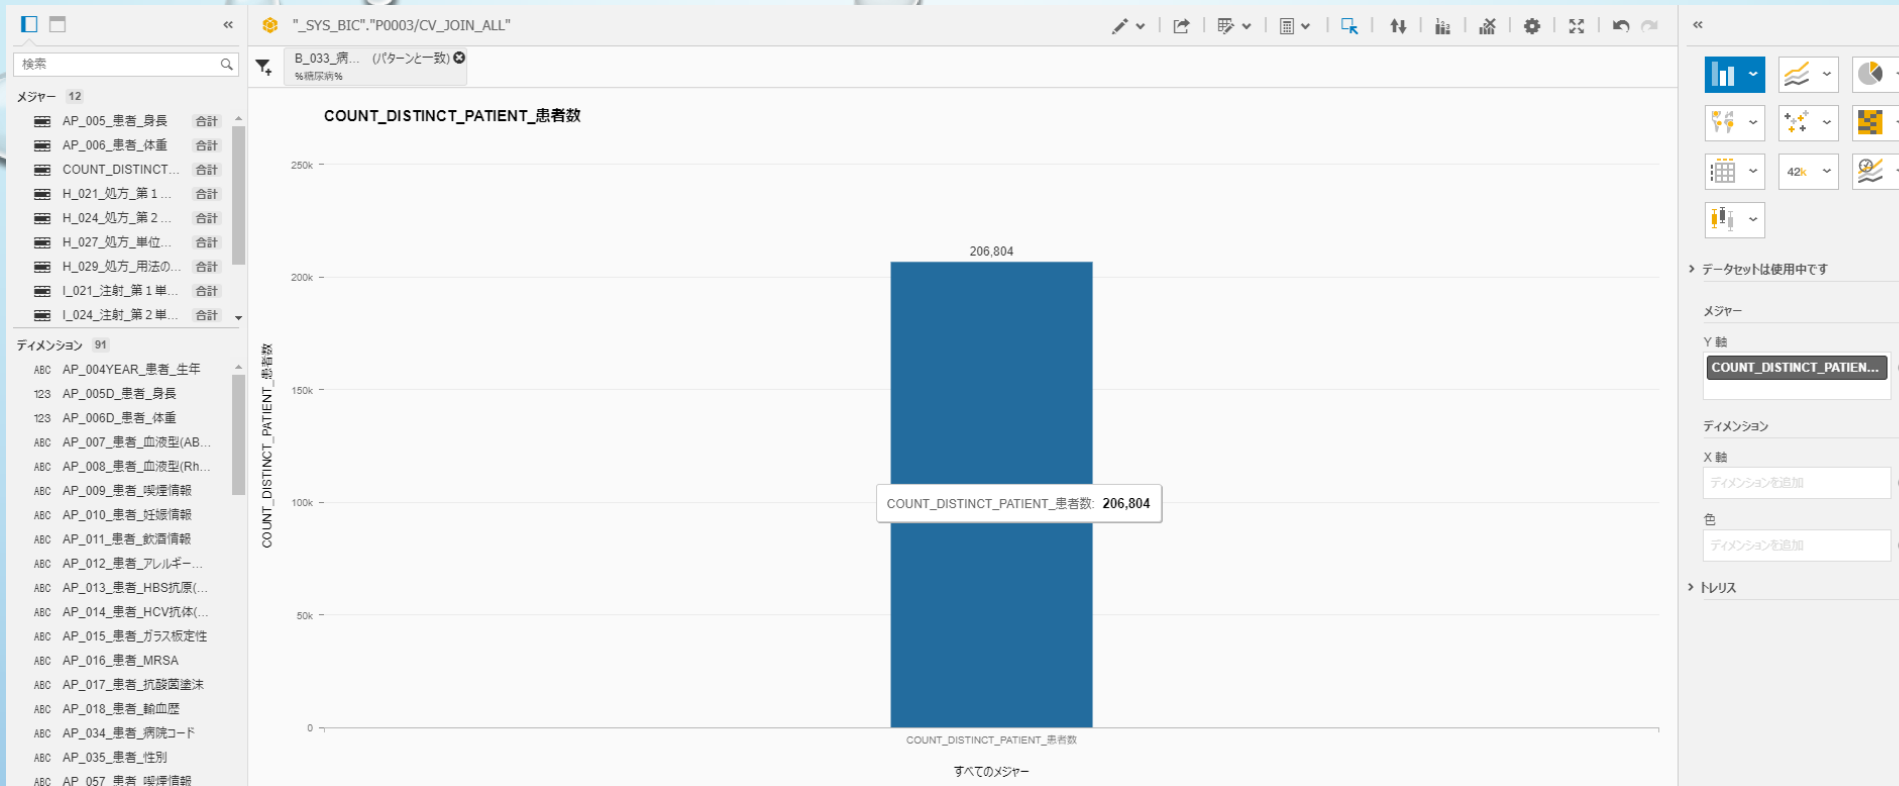 "_SYS_BIC"."P0003/CV_JOIN_ALL"
検索
メジャー 12
AP_005_患者_身長 合計
AP_006_患者_体重 合計
COUNT_DISTINCT... 合計
H_021_処方_第１... 合計
H_024_処方_第２... 合計
H_027_処方_単位... 合計
H_029_処方_用法の... 合計
I_021_注射_第１単... 合計
I_024_注射_第２単... 合計
ディメンション 91
ABC AP_004YEAR_患者_生年
123 AP_005D_患者_身長
123 AP_006D_患者_体重
ABC AP_007_患者_血液型(AB...
ABC AP_008_患者_血液型(Rh...
ABC AP_009_患者_喫煙情報
ABC AP_010_患者_妊娠情報
ABC AP_011_患者_飲酒情報
ABC AP_012_患者_アレルギー...
ABC AP_013_患者_HBS抗原(...
ABC AP_014_患者_HCV抗体(...
ABC AP_015_患者_ガラス板定性
ABC AP_016_患者_MRSA
ABC AP_017_患者_抗酸菌塗沫
ABC AP_018_患者_輸血歴
ABC AP_034_患者_病院コード
ABC AP_035_患者_性別
ABC AP_057_患者_喫煙情報
B_033_病... (パターンと一致)
%糖尿病%
COUNT_DISTINCT_PATIENT_患者数
250k
200k
150k
100k
50k
0
COUNT_DISTINCT_PATIENT_患者数
206,804
COUNT_DISTINCT_PATIENT_患者数: 206,804
COUNT_DISTINCT_PATIENT_患者数
すべてのメジャー
42k
データセットは使用中です
メジャー
Y 軸
COUNT_DISTINCT_PATIEN...
ディメンション
X 軸
ディメンションを追加
色
ディメンションを追加
トレリス